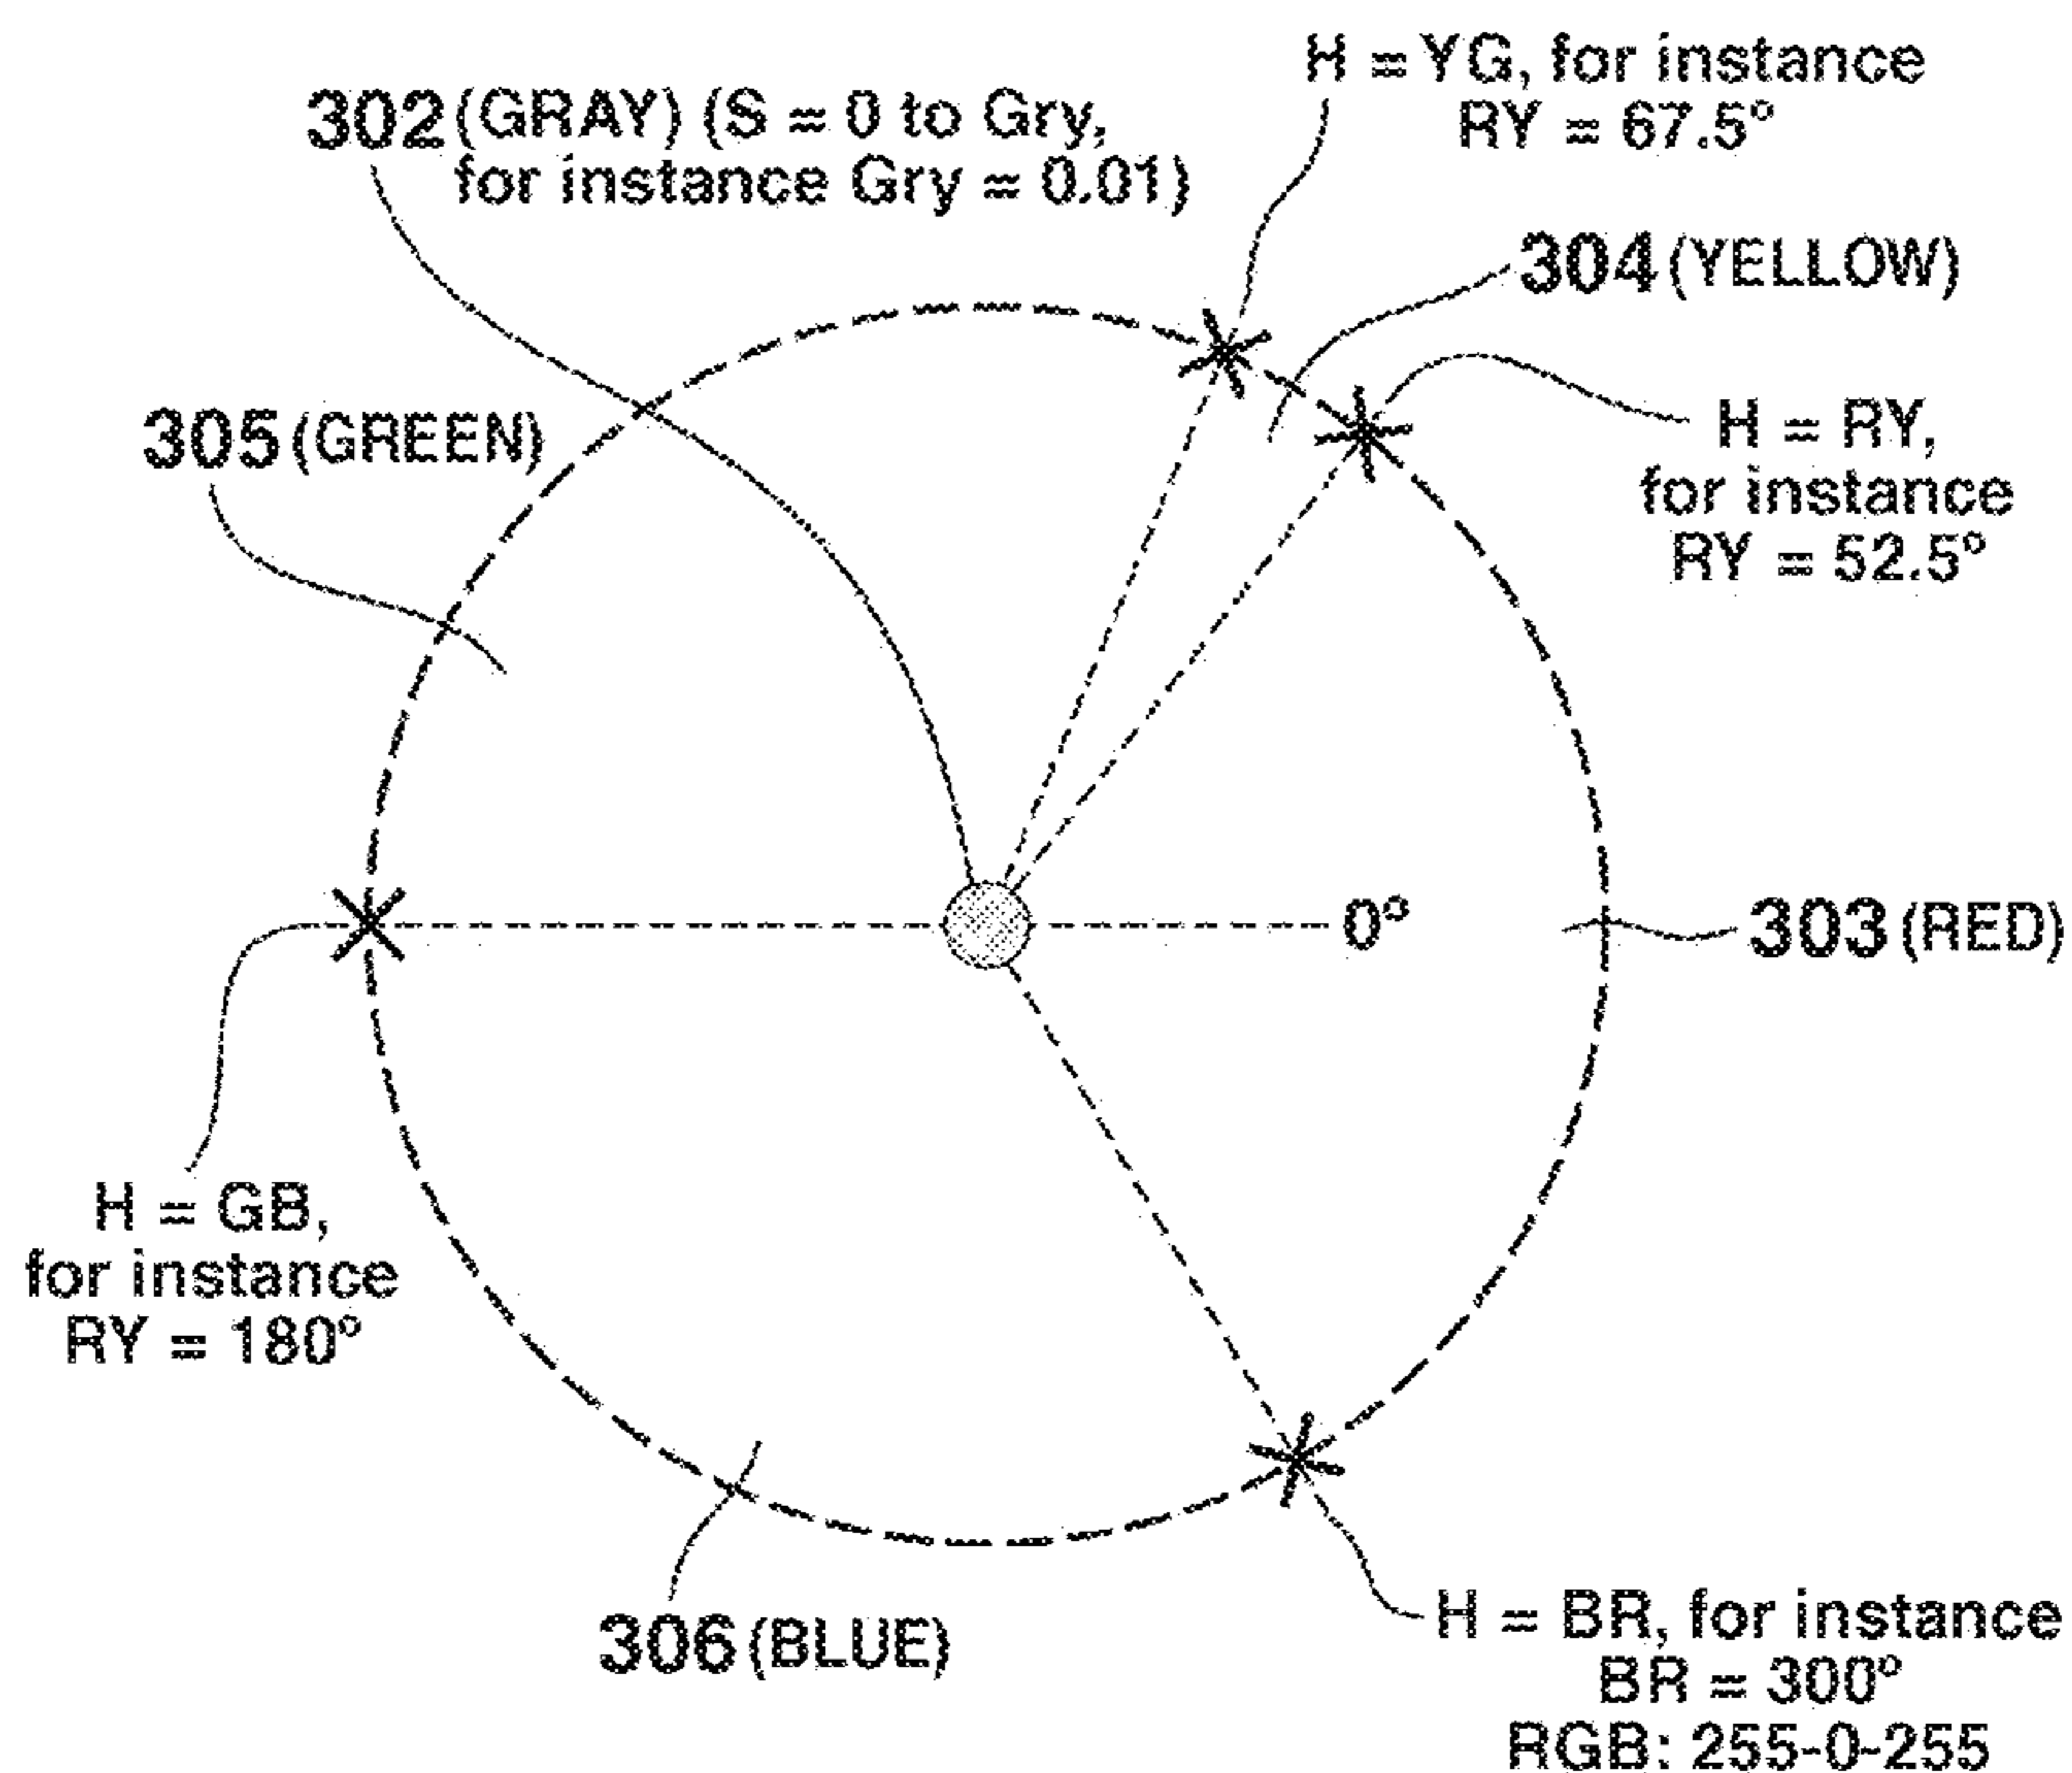 H = YG, for instance
RY = 67.5°
302 (GRAY) (S = 0 to Gry,
for instance Gry = 0.01)
304 (YELLOW)
305 (GREEN)
H = RY,
for instance
RY = 52.5°
0°
303 (RED)
H = GB,
for instance
RY = 180°
306 (BLUE)
H = BR, for instance
BR = 300°
RGB: 255-0-255